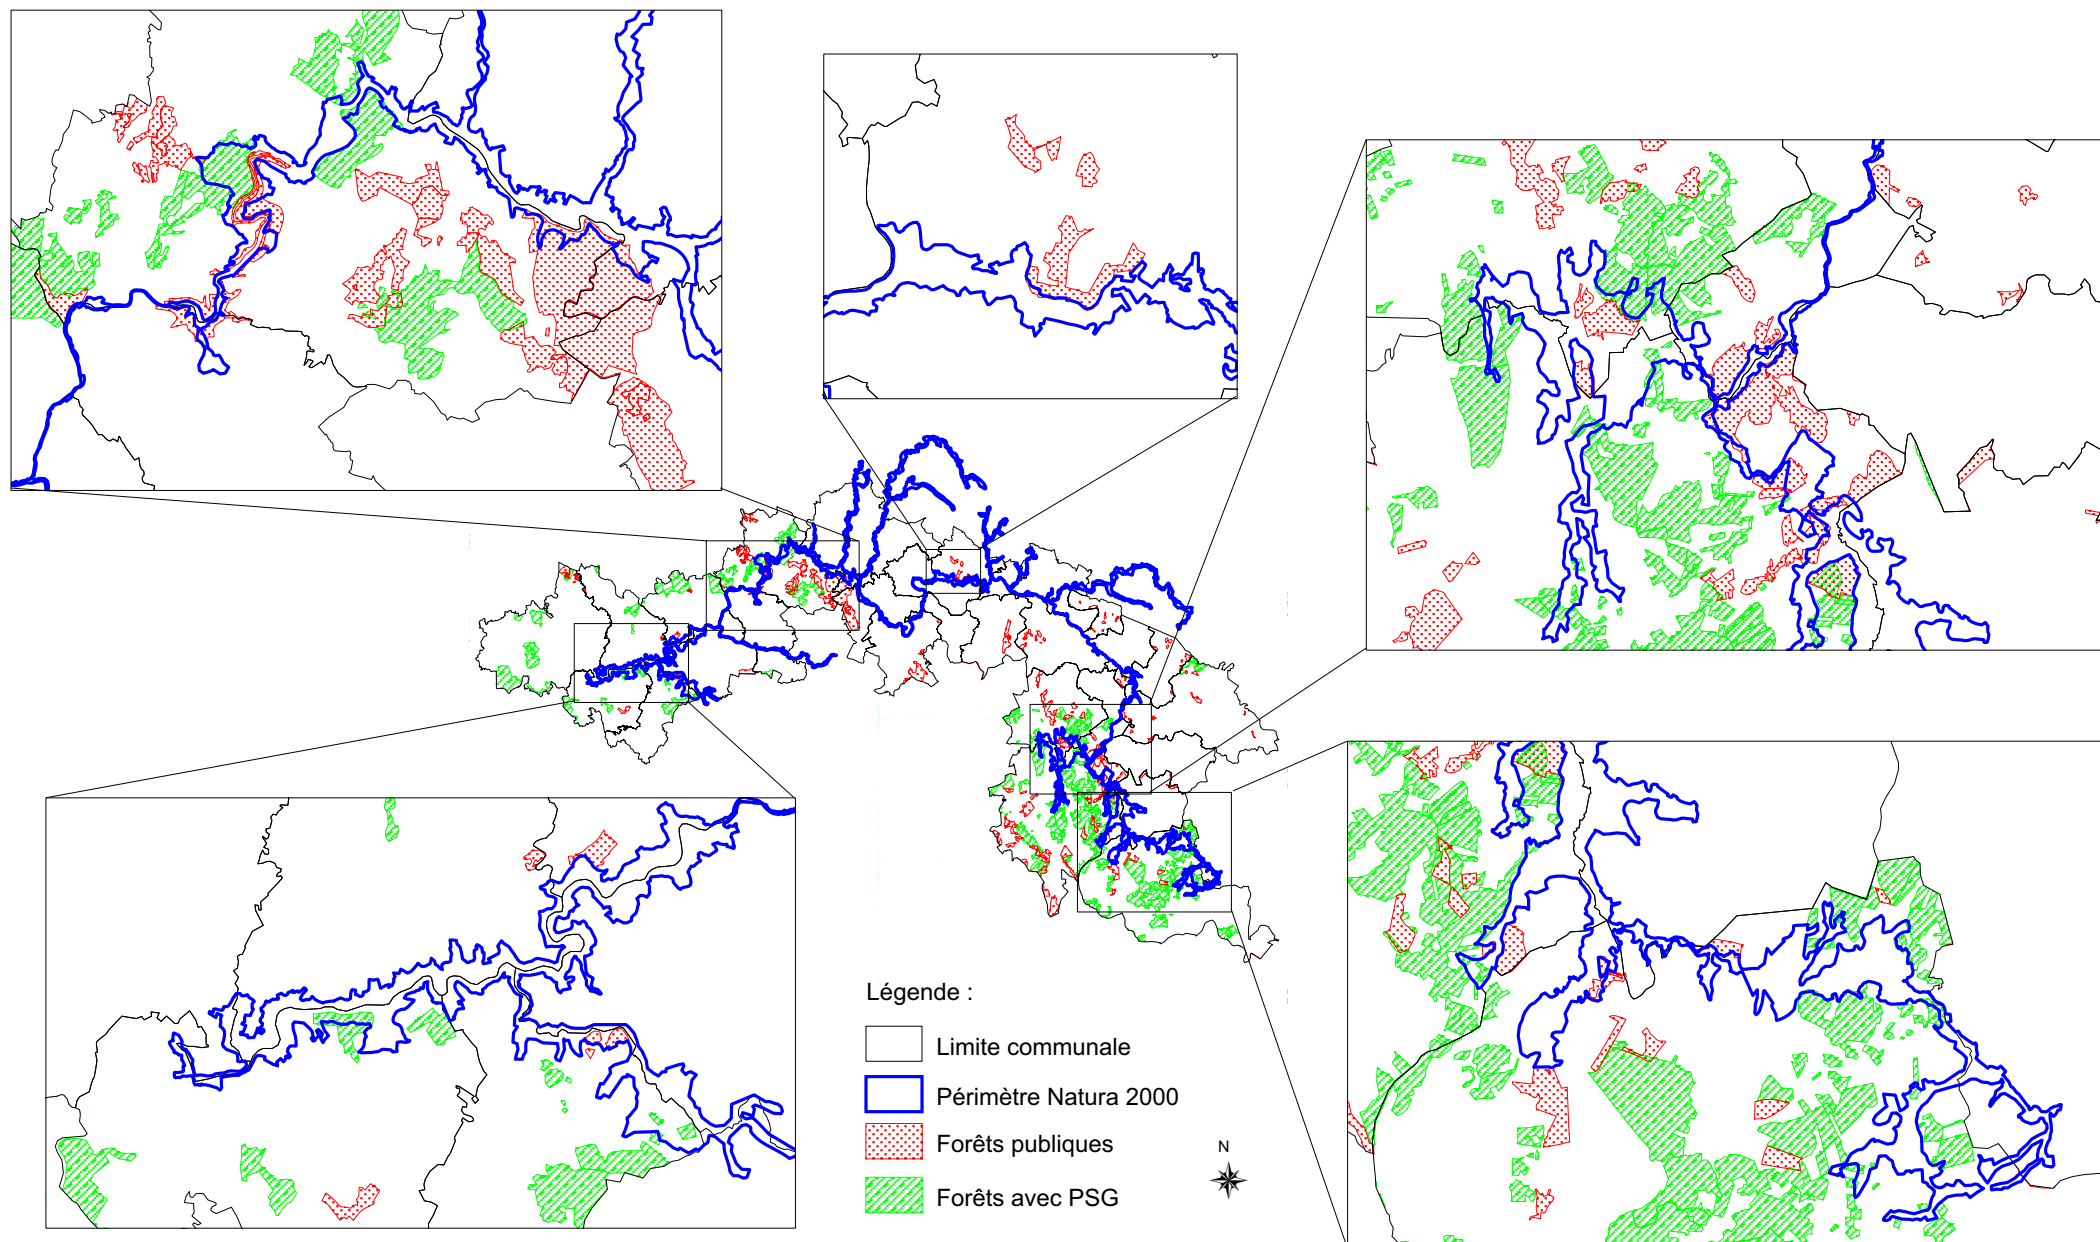 Légende :
Limite communale
Périmètre Natura 2000
Forêts publiques
Forêts avec PSG
N